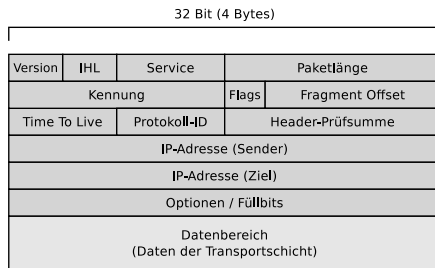 32 Bit (4 Bytes)
Version IHL Service Paketlänge
Kennung Flags Fragment Offset
Time To Live Protokoll-ID Header-Prüfsumme
IP-Adresse (Sender)
IP-Adresse (Ziel)
Optionen / Füllbits
Datenbereich
(Daten der Transportschicht)